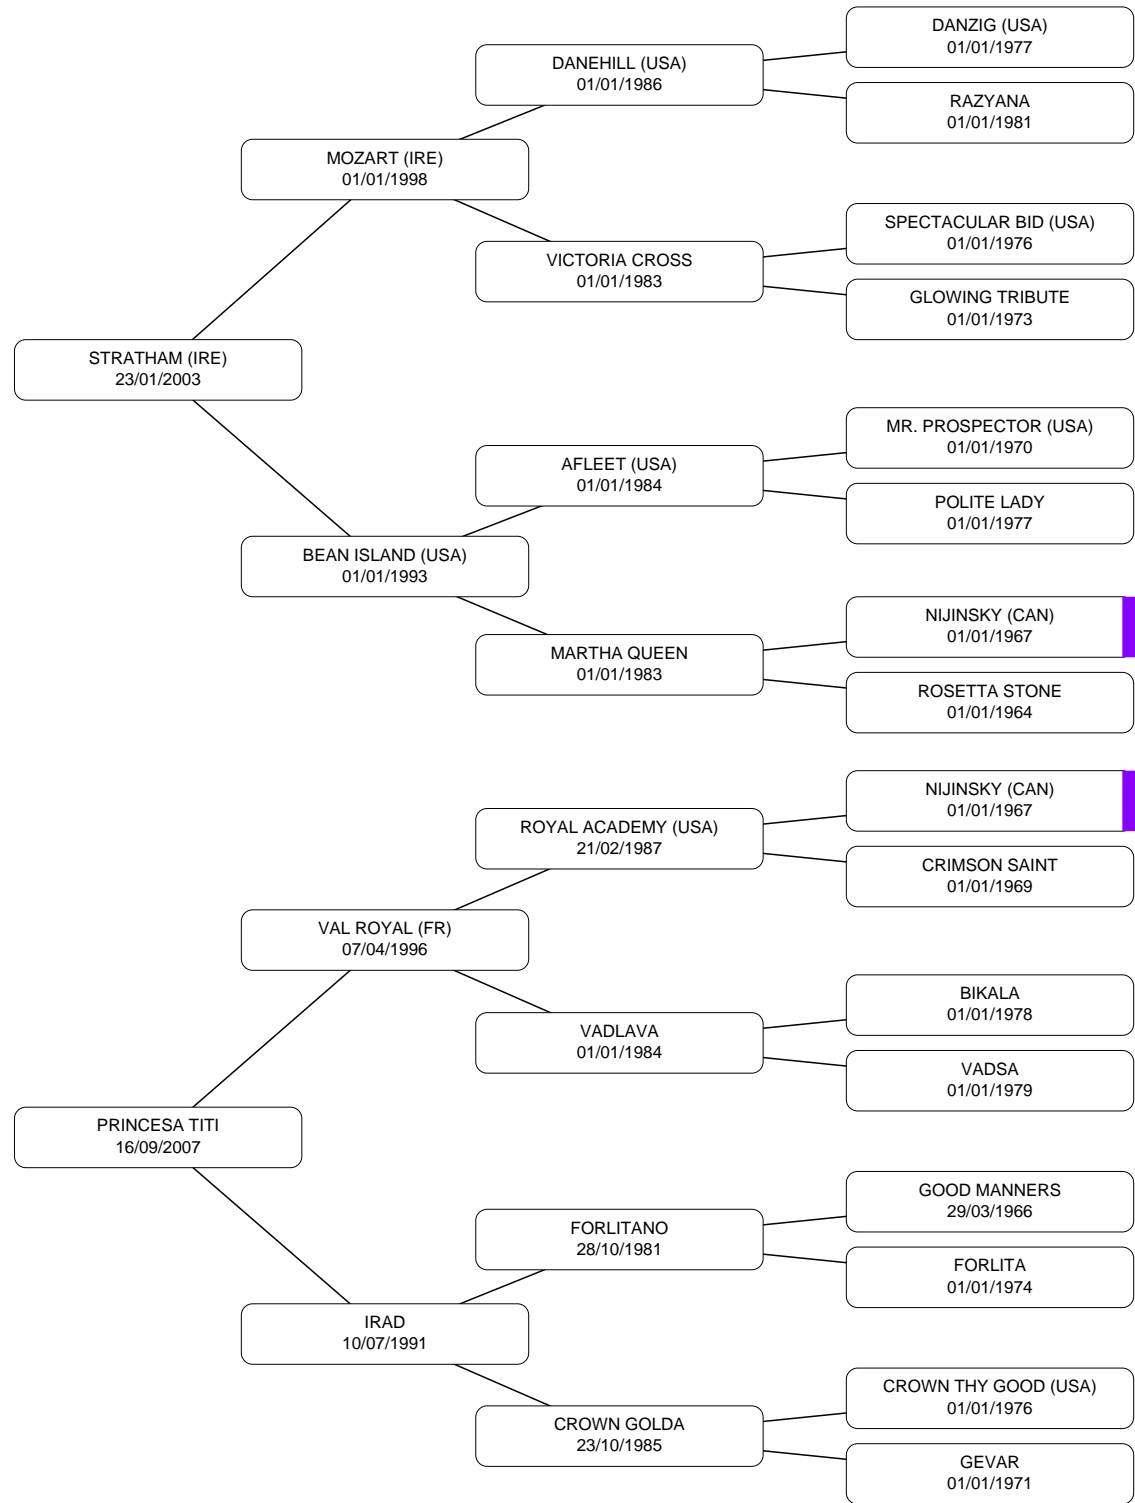 DANZIG (USA)
01/01/1977
DANEHILL (USA)
01/01/1986
RAZYANA
01/01/1981
MOZART (IRE)
01/01/1998
SPECTACULAR BID (USA)
01/01/1976
VICTORIA CROSS
01/01/1983
GLOWING TRIBUTE
01/01/1973
STRATHAM (IRE)
23/01/2003
MR. PROSPECTOR (USA)
01/01/1970
AFLEET (USA)
01/01/1984
POLITE LADY
01/01/1977
BEAN ISLAND (USA)
01/01/1993
NIJINSKY (CAN)
01/01/1967
MARTHA QUEEN
01/01/1983
ROSETTA STONE
01/01/1964
NIJINSKY (CAN)
01/01/1967
ROYAL ACADEMY (USA)
21/02/1987
CRIMSON SAINT
01/01/1969
VAL ROYAL (FR)
07/04/1996
BIKALA
01/01/1978
VADLAVA
01/01/1984
VADSA
01/01/1979
PRINCESA TITI
16/09/2007
GOOD MANNERS
29/03/1966
FORLITANO
28/10/1981
FORLITA
01/01/1974
IRAD
10/07/1991
CROWN THY GOOD (USA)
01/01/1976
CROWN GOLDA
23/10/1985
GEVAR
01/01/1971